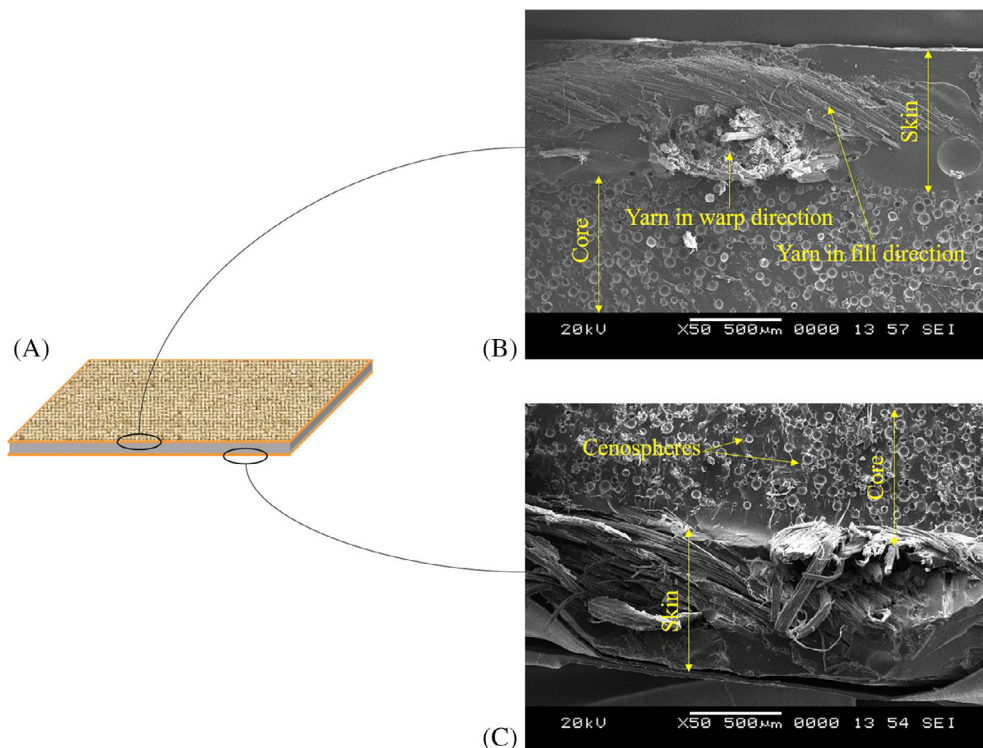 Skin
Yarn in warp direction
Core
Yarn in fill direction
20kV X50 500µm 0000 13 57 SEI
(A)
(B)
Cenospheres
Core
Skin
20kV X50 500µm 0000 13 54 SEI
(C)